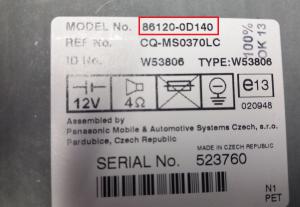 MODEL No. 86120-0D140
REF No. CQ-MS0370LC
ID No. W53806 TYPE:W53806
100%
OK 13
12V 4Ω e13
020948
Assembled by
Panasonic Mobile & Automotive Systems Czech, s.r.o.
Pardubice, Czech Republic
MADE IN CZECH REPUBLIC
SERIAL No. 523760
N1
PET